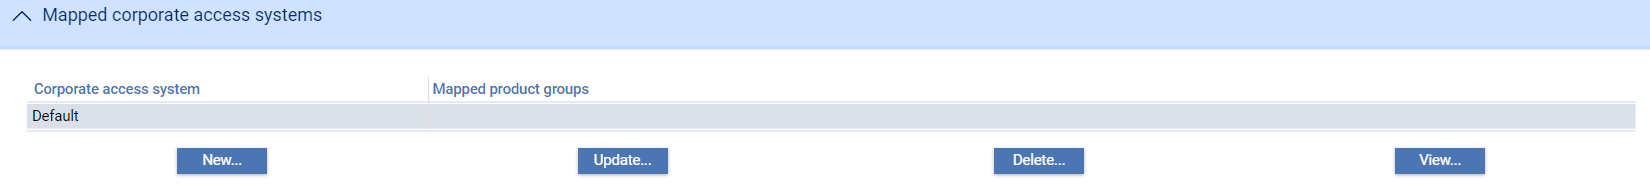 Mapped corporate access systems
Corporate access system Mapped product groups
Default
New... Update... Delete... View...